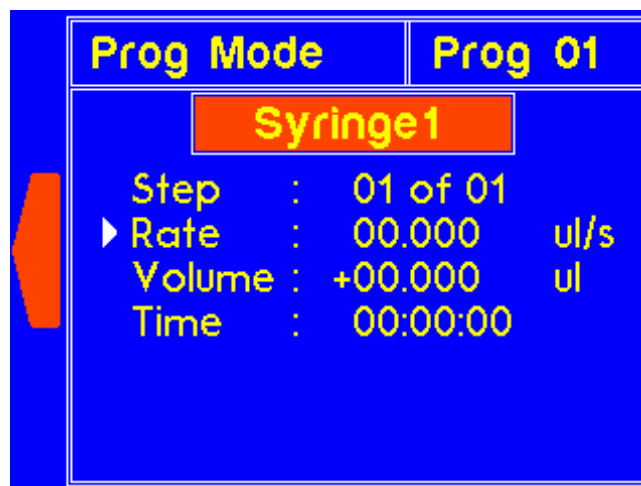 Prog Mode Prog 01
Syringe1
Step : 01 of 01
Rate : 00.000 ul/s
Volume : +00.000 ul
Time : 00:00:00